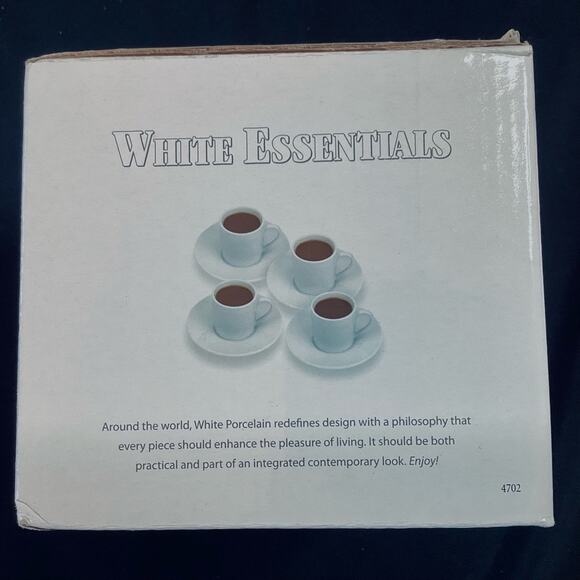 WHITE ESSENTIALS
Around the world, White Porcelain redefines design with a philosophy that
every piece should enhance the pleasure of living. It should be both
practical and part of an integrated contemporary look. Enjoy!
4702